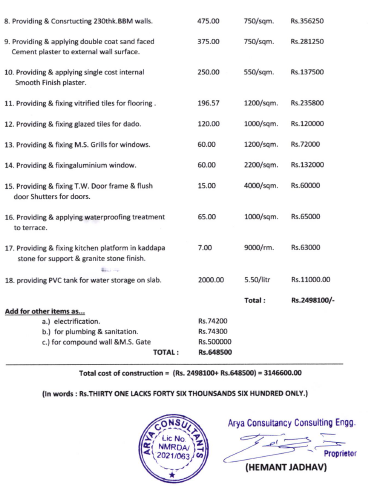 8. Providing & Consrtucting 230thk.BBM walls. 475.00 750/sqm. Rs.356250
9. Providing & applying double coat sand faced 375.00 750/sqm. Rs.281250
Cement plaster to external wall surface.
10. Providing & applying single cost internal 250.00 550/sqm. Rs.137500
Smooth Finish plaster.
11. Providing & fixing vitrified tiles for flooring . 196.57 1200/sqm. Rs.235800
12. Providing & fixing glazed tiles for dado. 120.00 1000/sqm. Rs.120000
13. Providing & fixing M.S. Grills for windows. 60.00 1200/sqm. Rs.72000
14. Providing & fixingaluminium window. 60.00 2200/sqm. Rs.132000
15. Providing & fixing T.W. Door frame & flush 15.00 4000/sqm. Rs.60000
door Shutters for doors.
16. Providing & applying waterproofing treatment 65.00 1000/sqm. Rs.65000
to terrace.
17. Providing & fixing kitchen platform in kaddapa 7.00 9000/rm. Rs.63000
stone for support & granite stone finish.
18. providing PVC tank for water storage on slab. 2000.00 5.50/litr Rs.11000.00
Total : Rs.2498100/-
Add for other items as...
a.) electrification. Rs.74200
b.) for plumbing & sanitation. Rs.74300
c.) for compound wall &M.S. Gate Rs.500000
TOTAL : Rs.648500
Total cost of construction = (Rs. 2498100+ Rs.648500) = 3146600.00
(In words : Rs.THIRTY ONE LACKS FORTY SIX THOUNSANDS SIX HUNDRED ONLY.)
ARYA CONSULTANTS
Lic No.
NMRDA/
2021/063
Arya Consultancy Consulting Engg.
Proprietor
(HEMANT JADHAV)